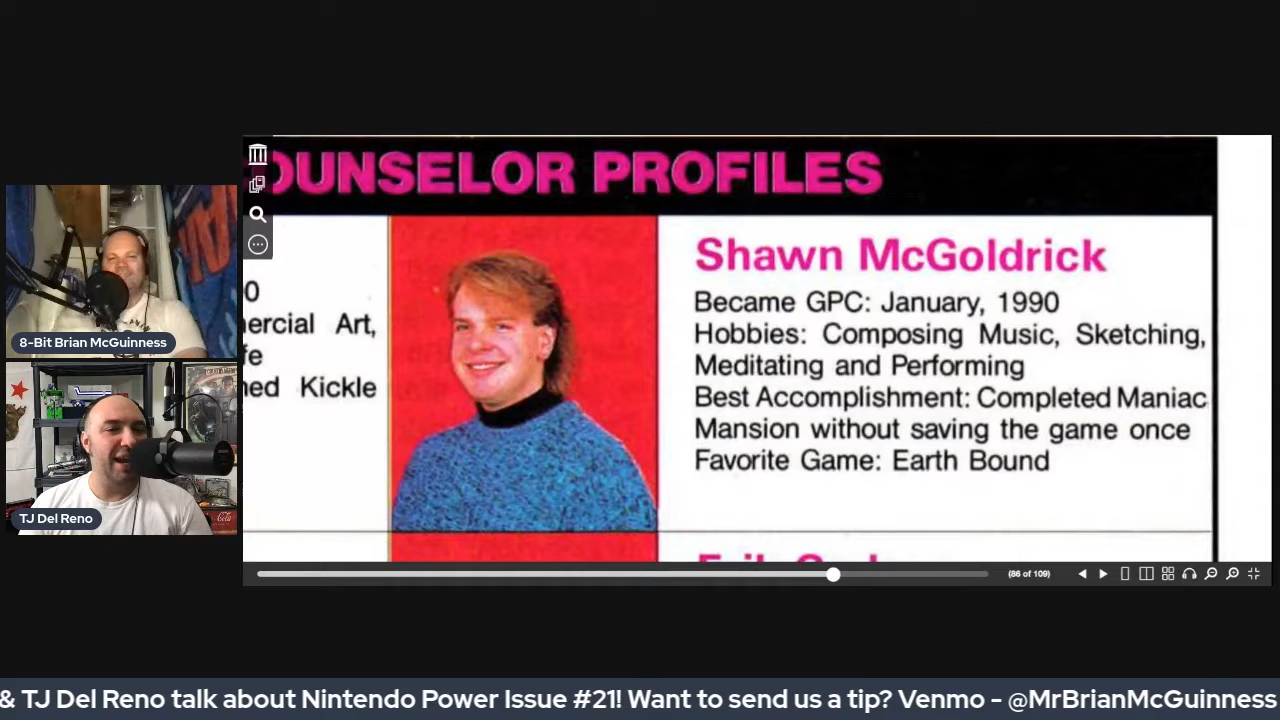 OUNSELOR PROFILES
0
ercial Art,
fe
ned Kickle
Shawn McGoldrick
Became GPC: January, 1990
Hobbies: Composing Music, Sketching,
Meditating and Performing
Best Accomplishment: Completed Maniac
Mansion without saving the game once
Favorite Game: Earth Bound
8-Bit Brian McGuinness
TJ Del Reno
(86 of 109)
& TJ Del Reno talk about Nintendo Power Issue #21! Want to send us a tip? Venmo - @MrBrianMcGuinness